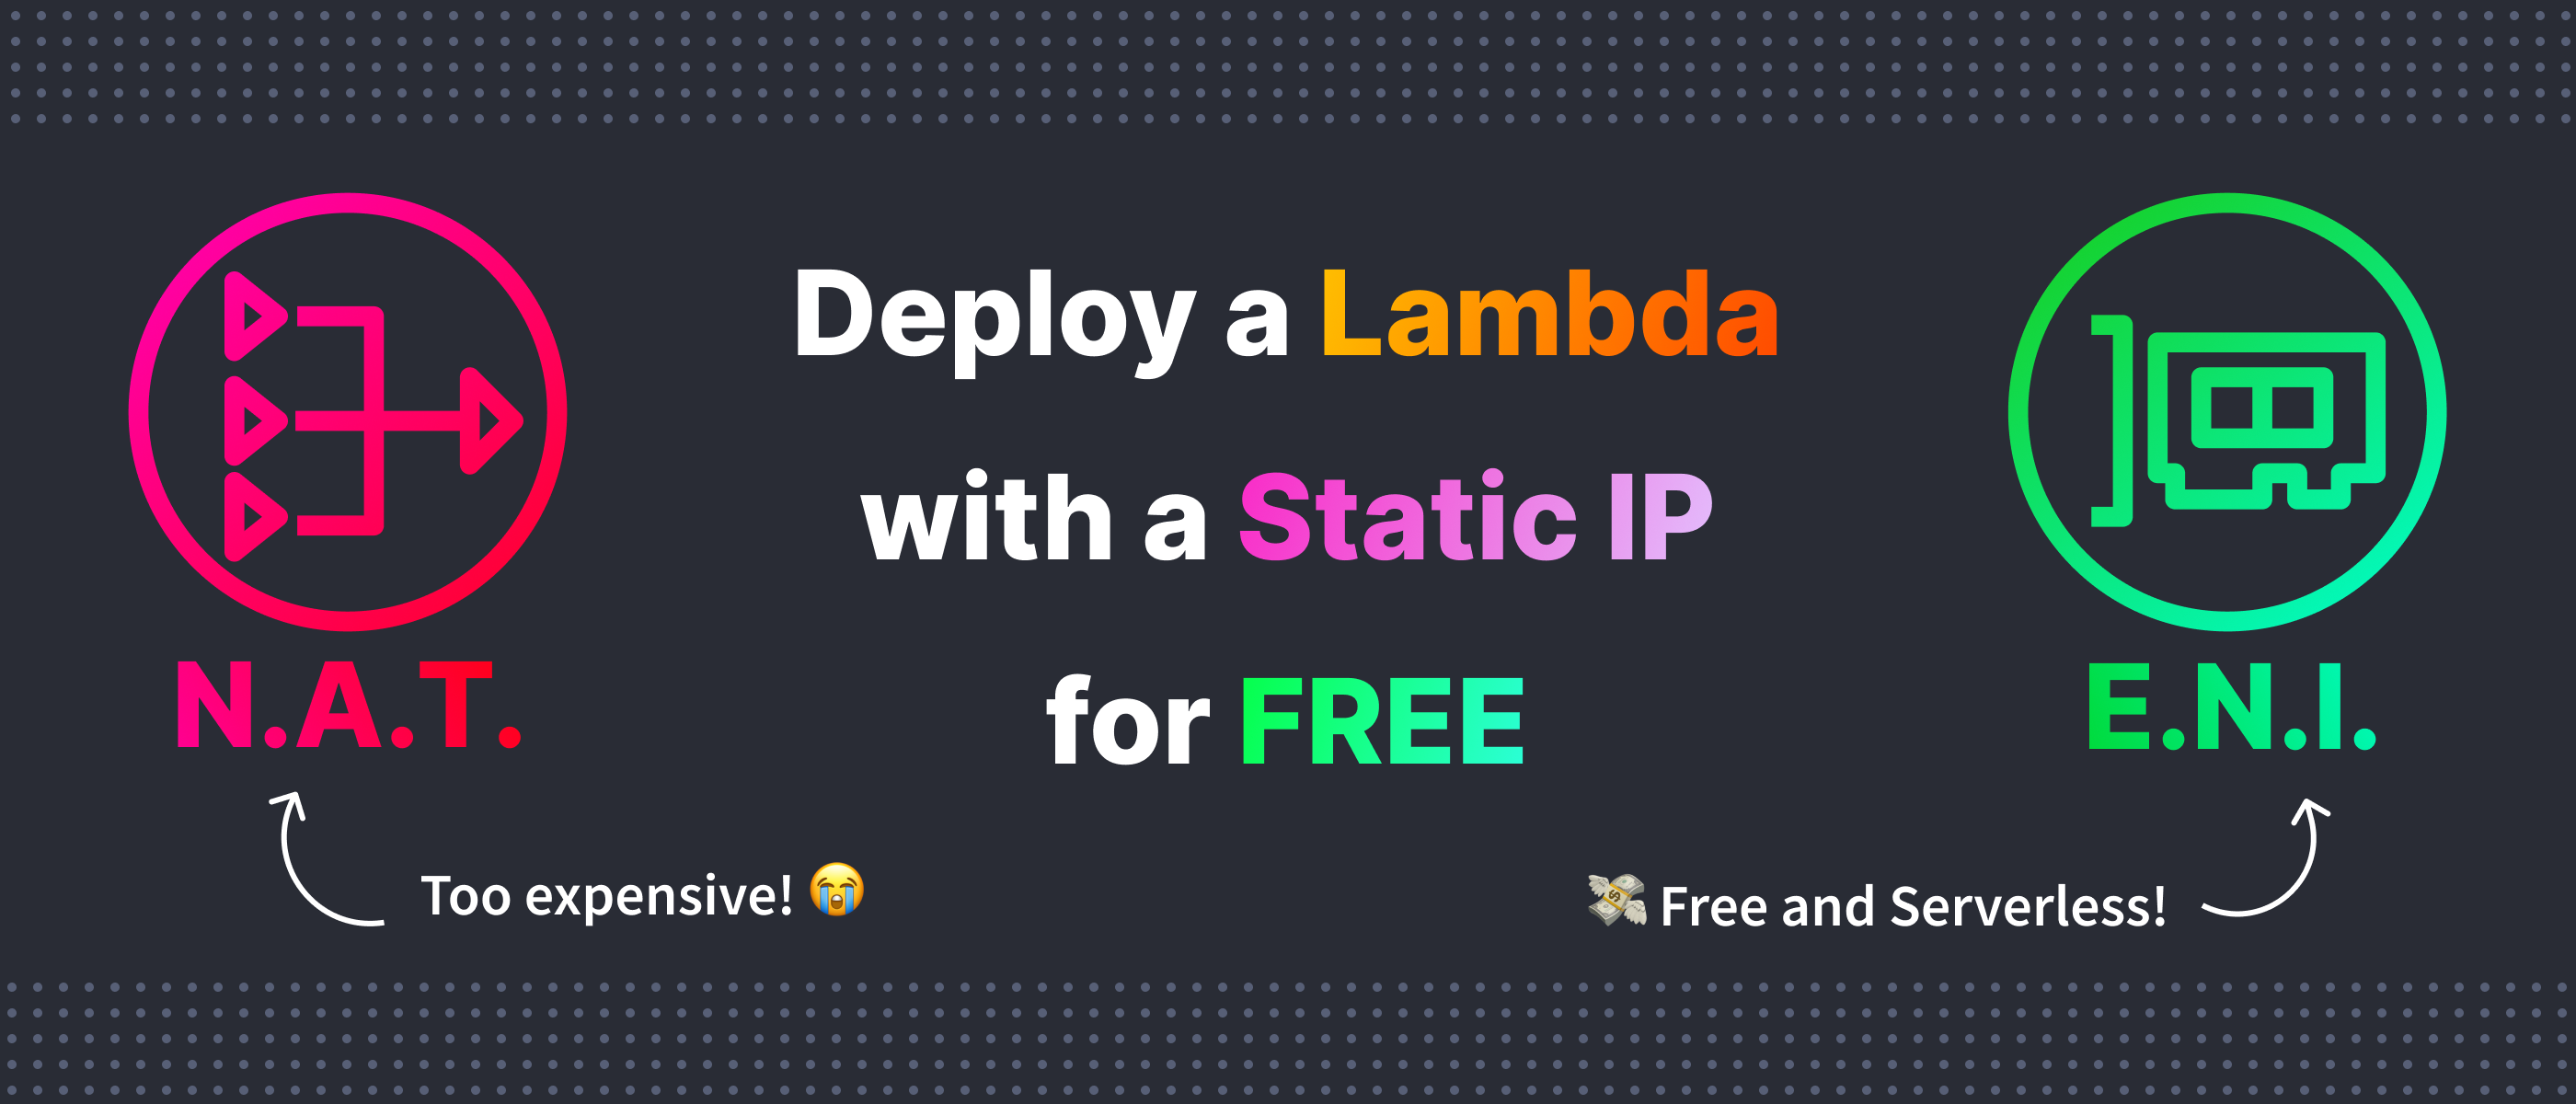 Deploy a Lambda
with a Static IP
for FREE
N.A.T.
Too expensive! 😭
E.N.I.
💸 Free and Serverless!